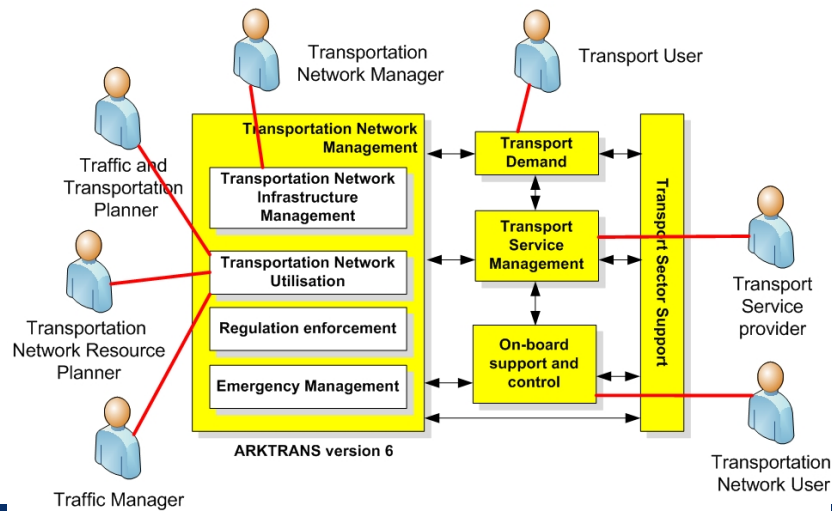 Transportation
Network Manager
Transport User
Traffic and
Transportation
Planner
Transportation Network
Management
Transportation Network
Infrastructure
Management
Transportation Network
Utilisation
Regulation enforcement
Emergency Management
Transport
Demand
Transport
Service
Management
On-board
support and
control
Transport Sector Support
Transport
Service
provider
Transportation
Network Resource
Planner
Transportation
Network User
Traffic Manager
ARKTRANS version 6